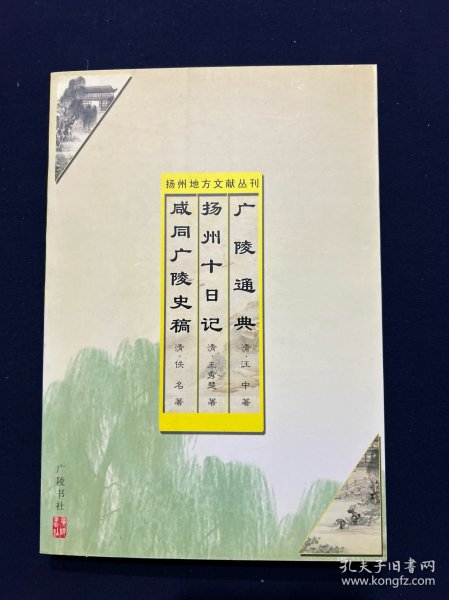 扬州地方文献丛刊
广陵通典
清·汪中著
扬州十日记
清·王秀楚著
咸同广陵史稿
清·佚名著
广陵书社
孔夫子旧书网
www.kongfz.com